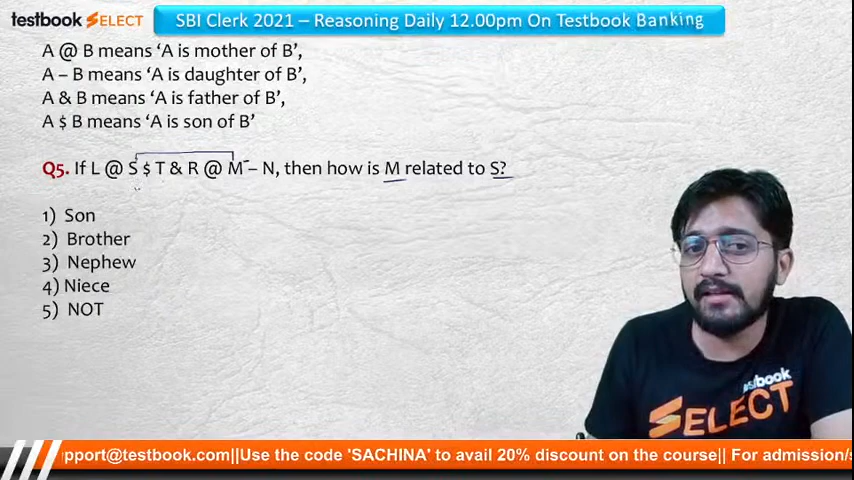 testbook SELECT
SBI Clerk 2021 – Reasoning Daily 12.00pm On Testbook Banking
A @ B means ‘A is mother of B’,
A – B means ‘A is daughter of B’,
A & B means ‘A is father of B’,
A $ B means ‘A is son of B’
Q5. If L @ S $ T & R @ M – N, then how is M related to S?
1) Son
2) Brother
3) Nephew
4) Niece
5) NOT
testbook
SELECT
pport@testbook.com||Use the code 'SACHINA' to avail 20% discount on the course|| For admission/s